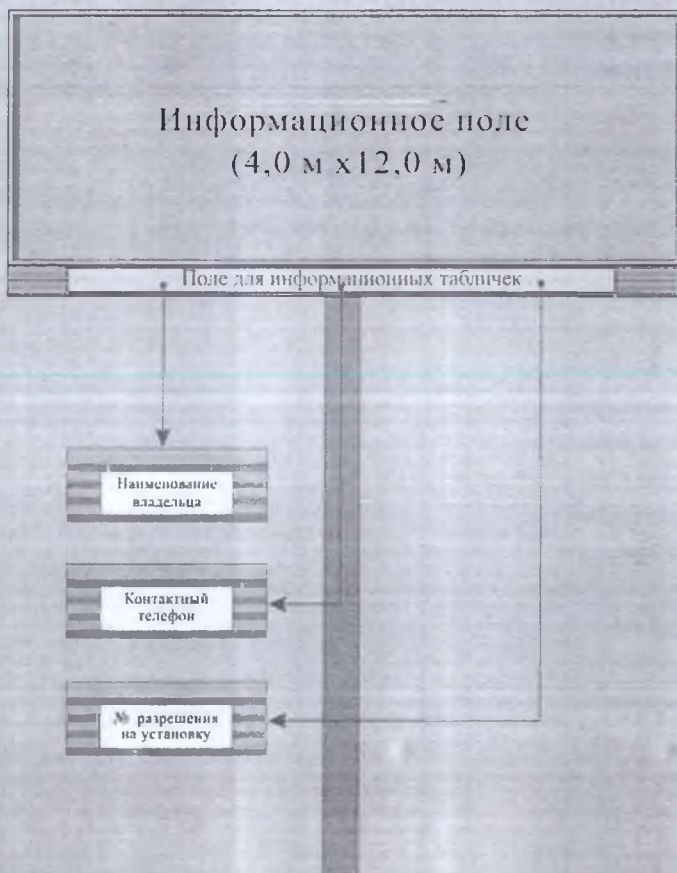 Информационное поле
(4,0 м х12,0 м)
Поле для информационных табличек
Наименование
владельца
Контактный
телефон
№ разрешения
на установку